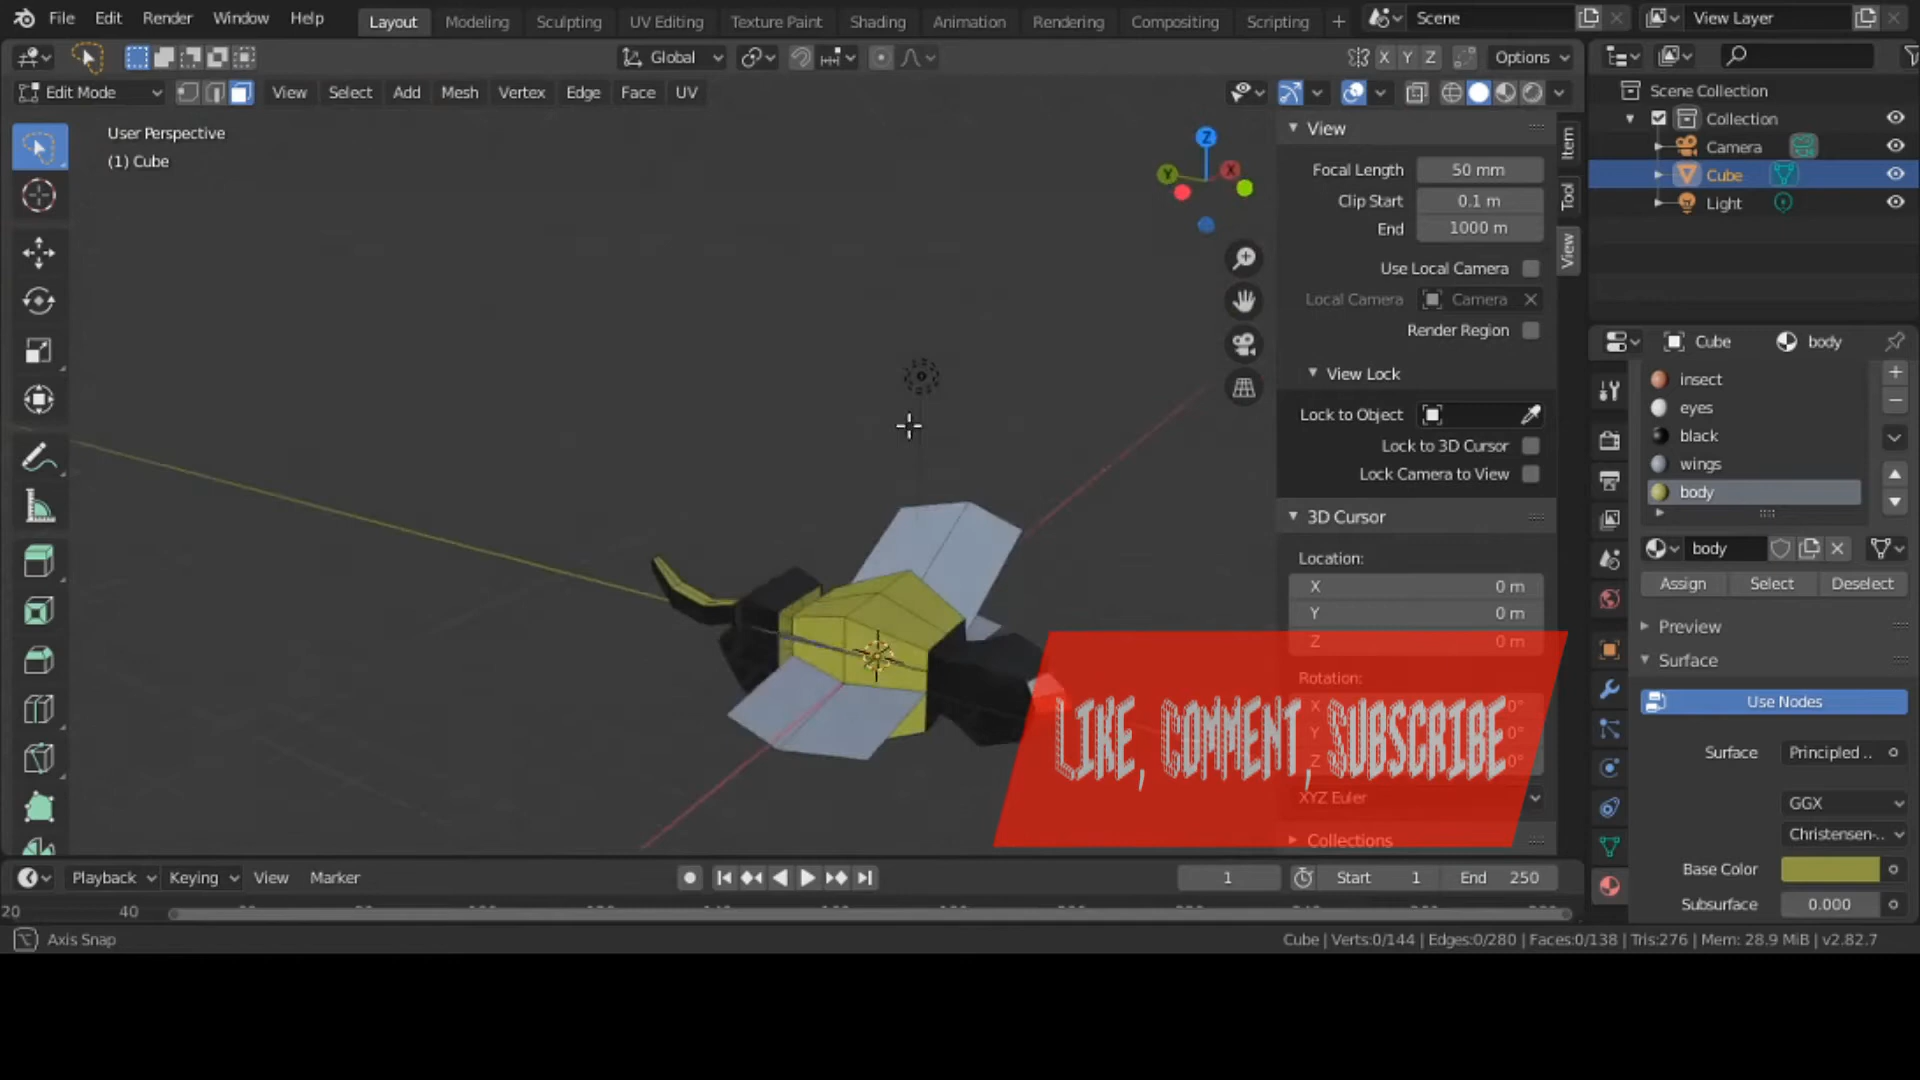 File Edit Render Window Help Layout Modeling Sculpting UV Editing Texture Paint Shading Animation Rendering Compositing Scripting + Scene View Layer
Global X Y Z Options
Edit Mode View Select Add Mesh Vertex Edge Face UV
User Perspective
(1) Cube
Z
Y
X
View
Focal Length 50 mm
Clip Start 0.1 m
End 1000 m
Use Local Camera
Local Camera Camera
Render Region
View Lock
Lock to Object
Lock to 3D Cursor
Lock Camera to View
3D Cursor
Location:
X 0 m
Y 0 m
Z 0 m
Rotation:
X 0°
Y 0°
Z 0°
XYZ Euler
Collections
Item
Tool
View
LIKE, COMMENT, SUBSCRIBE
Scene Collection
Collection
Camera
Cube
Light
Cube body
insect
eyes
black
wings
body
body
Assign Select Deselect
Preview
Surface
Use Nodes
Surface Principled ..
GGX
Christensen-..
Base Color
Subsurface 0.000
Playback Keying View Marker 1 Start 1 End 250
20 40
Axis Snap
Cube | Verts:0/144 | Edges:0/280 | Faces:0/138 | Tris:276 | Mem: 28.9 MiB | v2.82.7